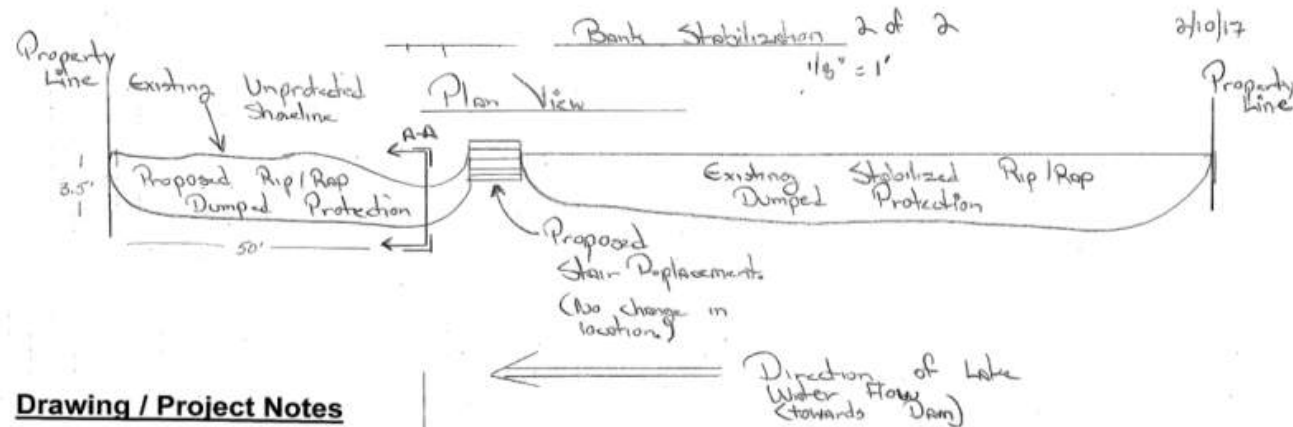 Bank Stabilization 2 of 2
2/10/17
1/8" = 1'
Property
Line
Existing Unprotected
Shoreline
Plan View
Property
Line
A-A
3.5'
Proposed Rip/Rap
Dumped Protection
50'
Existing Stabilized Rip/Rap
Dumped Protection
Proposed
Stair Replacement
(No change in
location)
Direction of Lake
Water Flow
(towards Dam)
Drawing / Project Notes